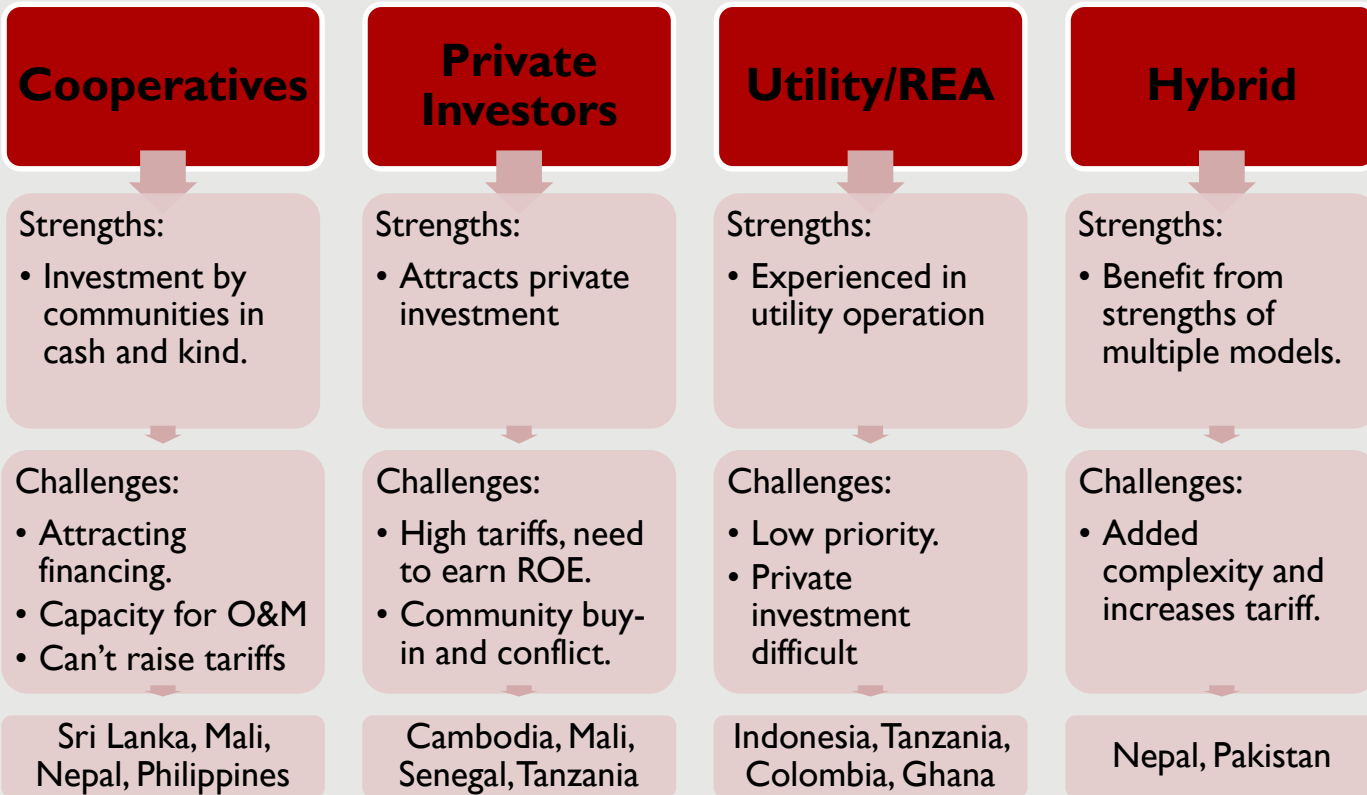 Cooperatives
Strengths:
• Investment by
communities in
cash and kind.
Challenges:
• Attracting
financing.
• Capacity for O&M
• Can't raise tariffs
Sri Lanka, Mali,
Nepal, Philippines
Private
Investors
Strengths:
• Attracts private
investment
Challenges:
• High tariffs, need
to earn ROE.
• Community buy-
in and conflict.
Cambodia, Mali,
Senegal, Tanzania
Utility/REA
Strengths:
• Experienced in
utility operation
Challenges:
• Low priority.
• Private
investment
difficult
Indonesia, Tanzania,
Colombia, Ghana
Hybrid
Strengths:
• Benefit from
strengths of
multiple models.
Challenges:
• Added
complexity and
increases tariff.
Nepal, Pakistan